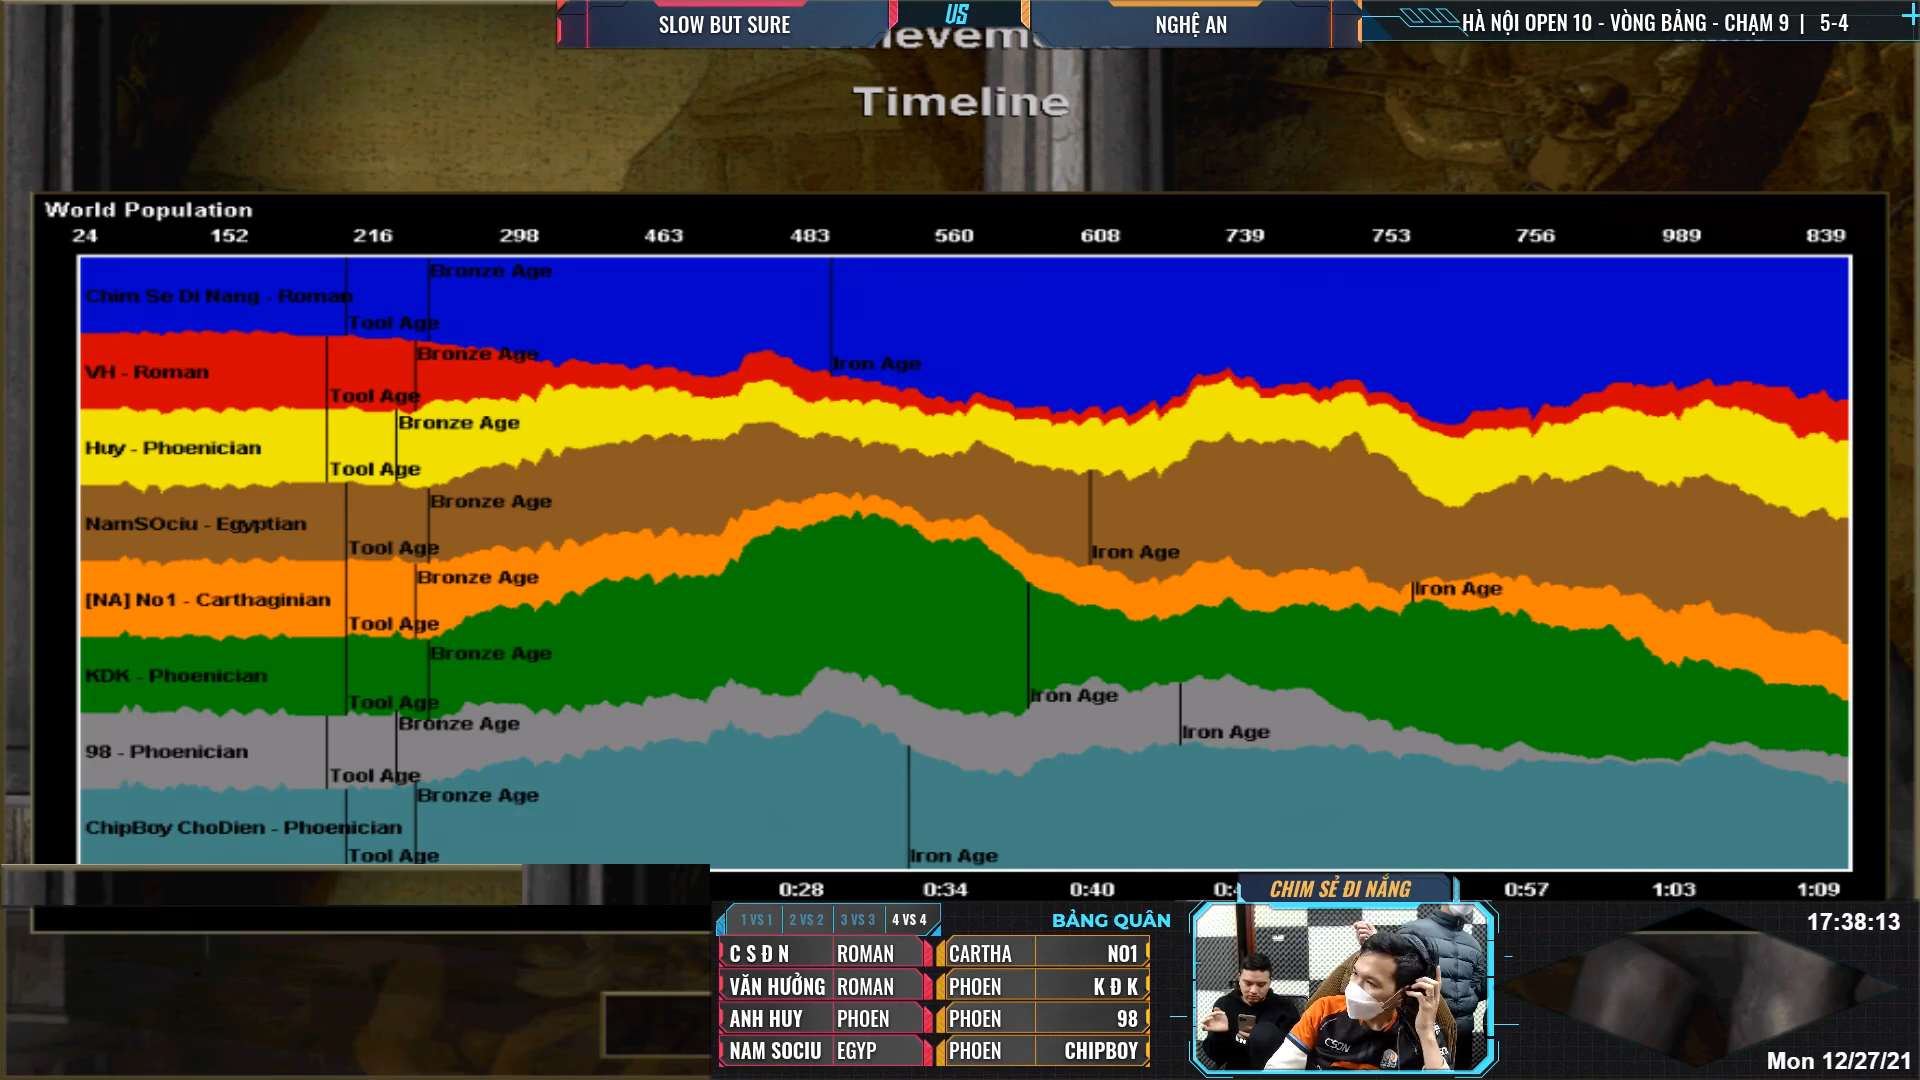 SLOW BUT SURE
US
NGHỆ AN
HÀ NỘI OPEN 10 - VÒNG BẢNG - CHẠM 9 | 5-4
Timeline
World Population
24 152 216 298 463 483 560 608 739 753 756 989 839
Bronze Age
Chim Se Di Nang - Roman
Tool Age
Iron Age
Bronze Age
VH - Roman
Tool Age
Bronze Age
Huy - Phoenician
Tool Age
Bronze Age
NamSOciu - Egyptian
Tool Age
Iron Age
Bronze Age
[NA] No1 - Carthaginian
Tool Age
Iron Age
Bronze Age
KDK - Phoenician
Tool Age
Iron Age
Bronze Age
98 - Phoenician
Tool Age
Iron Age
Bronze Age
ChipBoy ChoDien - Phoenician
Tool Age
Iron Age
0:28 0:34 0:40 0:57 1:03 1:09
CHIM SẺ ĐI NẮNG
1 VS 1 2 VS 2 3 VS 3 4 VS 4
BẢNG QUÂN
C S Đ N ROMAN CARTHA NO1
VĂN HƯỞNG ROMAN PHOEN K Đ K
ANH HUY PHOEN PHOEN 98
NAM SOCIU EGYP PHOEN CHIPBOY
CSDN
17:38:13
Mon 12/27/21